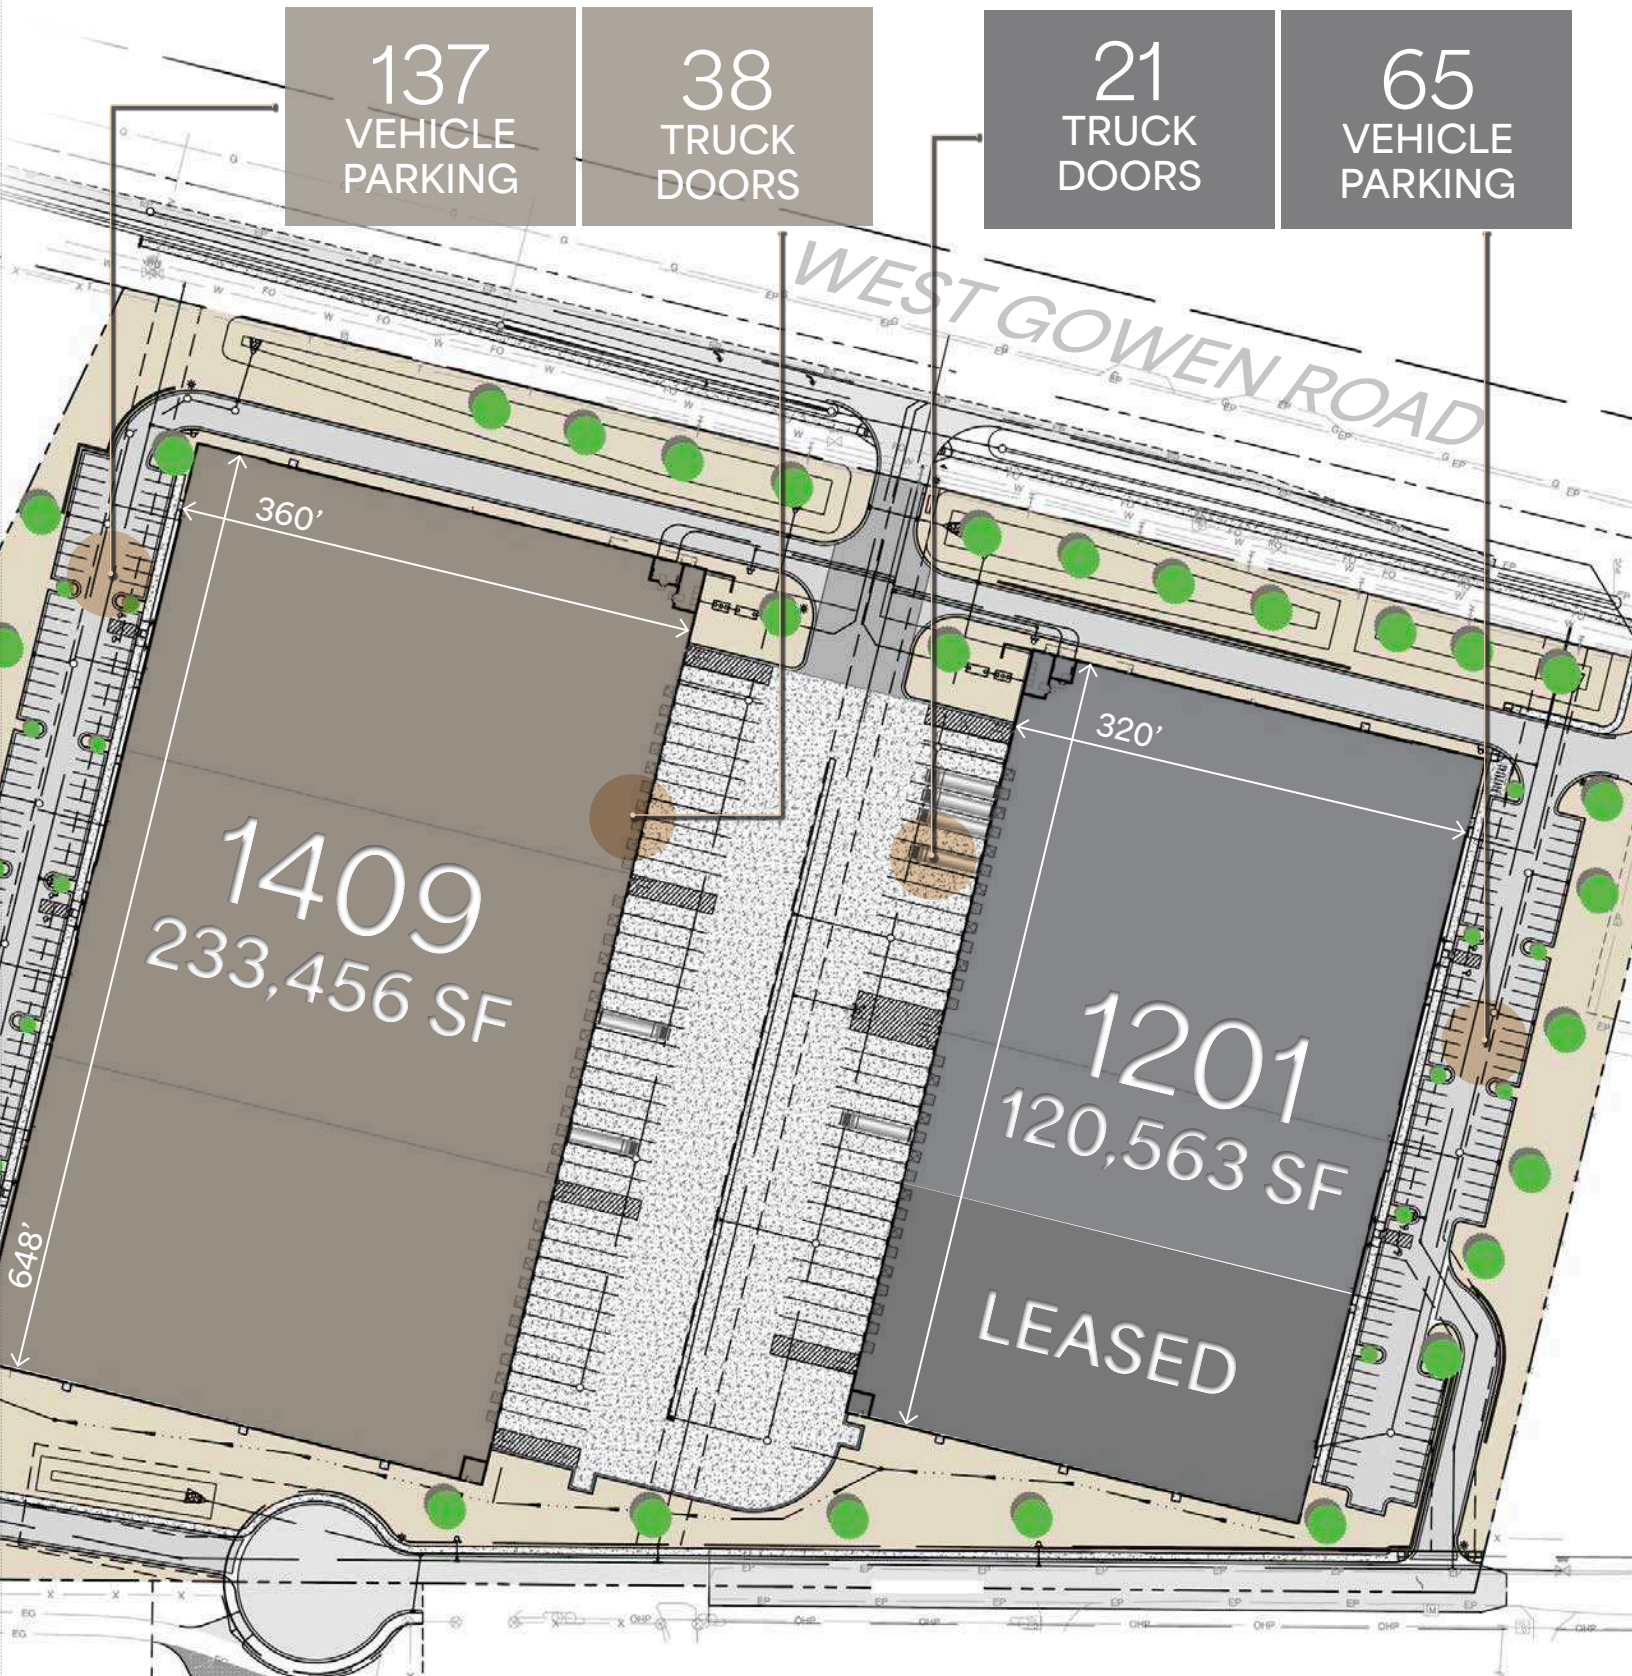 137
VEHICLE
PARKING
38
TRUCK
DOORS
21
TRUCK
DOORS
65
VEHICLE
PARKING
WEST GOWEN ROAD
360’
320’
1409
233,456 SF
1201
120,563 SF
648’
LEASED